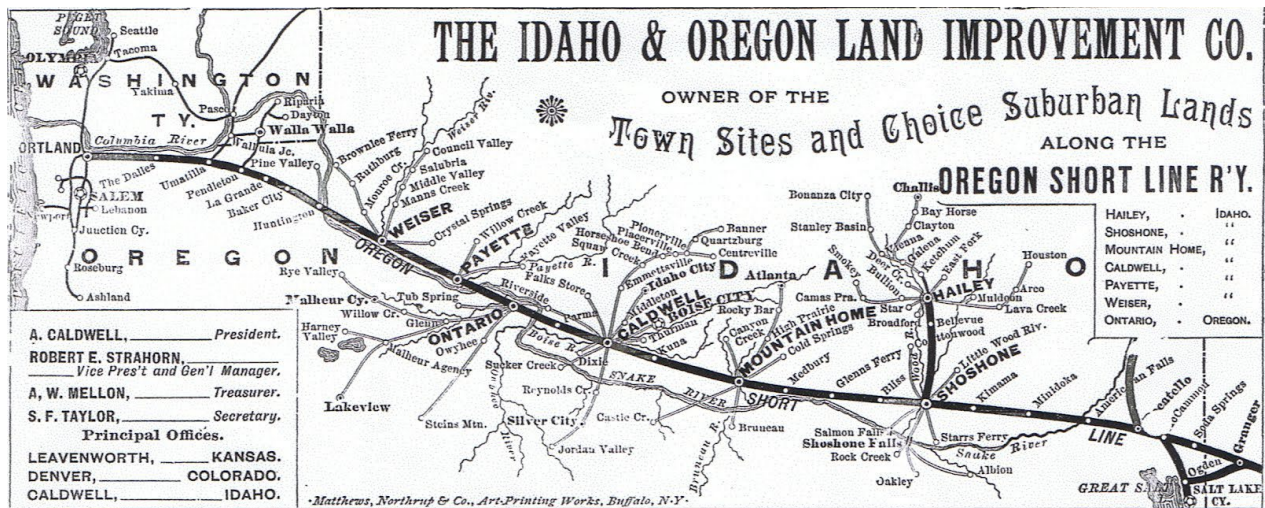 THE IDAHO & OREGON LAND IMPROVEMENT CO.
OWNER OF THE
Town Sites and Choice Suburban Lands
ALONG THE
OREGON SHORT LINE R'Y.
HAILEY, . IDAHO.
SHOSHONE, . "
MOUNTAIN HOME, "
CALDWELL, . "
PAYETTE, . "
WEISER, . "
ONTARIO, . OREGON.
PUGET
SOUND
Seattle
Tacoma
OLYMPIA
WASHINGTON
TY.
Yakima
Pasco
Riparia
Dayton
Walla Walla
Wallula Jc.
Columbia River
ORTLAND
The Dalles
Umatilla
Pendleton
La Grande
Baker City
Huntington
Pine Valley
SALEM
Lebanon
Newport
Junction Cy.
OREGON
Roseburg
Ashland
Brownlee Ferry
Ruthburg
Monroe Cr.
Weiser Riv.
Council Valley
Salubria
Middle Valley
Manns Creek
WEISER
Crystal Springs
PAYETTE
Willow Creek
Payette Valley
Payette R.
OREGON
Rye Valley
Malheur Cy.
Tub Spring
Willow Cr.
Glenn
Harney
Valley
Malheur Agency
ONTARIO
Owyhee
Lakeview
Steins Mtn.
Riverside
Falks Store
Parma
Boise R.
Squaw Creek
Horseshoe Bend
Placerville
Pionerville
Banner
Quartzburg
Centreville
Emmettsville
Idaho City
Middleton
CALDWELL
To BOISE CITY
Thurman
Kuna
Dixie
Sucker Creek
Reynolds Cr.
Silver City
Jordan Valley
Owyhee
River
SNAKE
RIVER
Castle Cr.
Bruneau
Bruneau R.
IDAHO
Atlanta
Rocky Bar
Canyon
Creek
High Prairie
Cold Springs
MOUNTAIN HOME
SHORT
Medbury
Glenns Ferry
Bliss
Wood R.
Bonanza City
Challis
Bay Horse
Clayton
Stanley Basin
Vienna
Galena
Ketchum
East Fork
Deer Cr.
Bullion
Smokey
Camas Pra.
Star
Broadford
HAILEY
Bellevue
Cottonwood
Muldoon
Lava Creek
Arco
Houston
Little Wood Riv.
SHOSHONE
Kimama
Minidoka
American Falls
LINE
Pocatello
McCammon
Soda Springs
Granger
Ogden
GREAT SALT
SALT LAKE
CY.
Salmon Falls
Shoshone Falls
Rock Creek
Starrs Ferry
Snake River
Albion
Oakley
A. CALDWELL, President.
ROBERT E. STRAHORN,
Vice Pres't and Gen'l Manager.
A. W. MELLON, Treasurer.
S. F. TAYLOR, Secretary.
Principal Offices.
LEAVENWORTH, KANSAS.
DENVER, COLORADO.
CALDWELL, IDAHO.
Matthews, Northrup & Co., Art-Printing Works, Buffalo, N.Y.